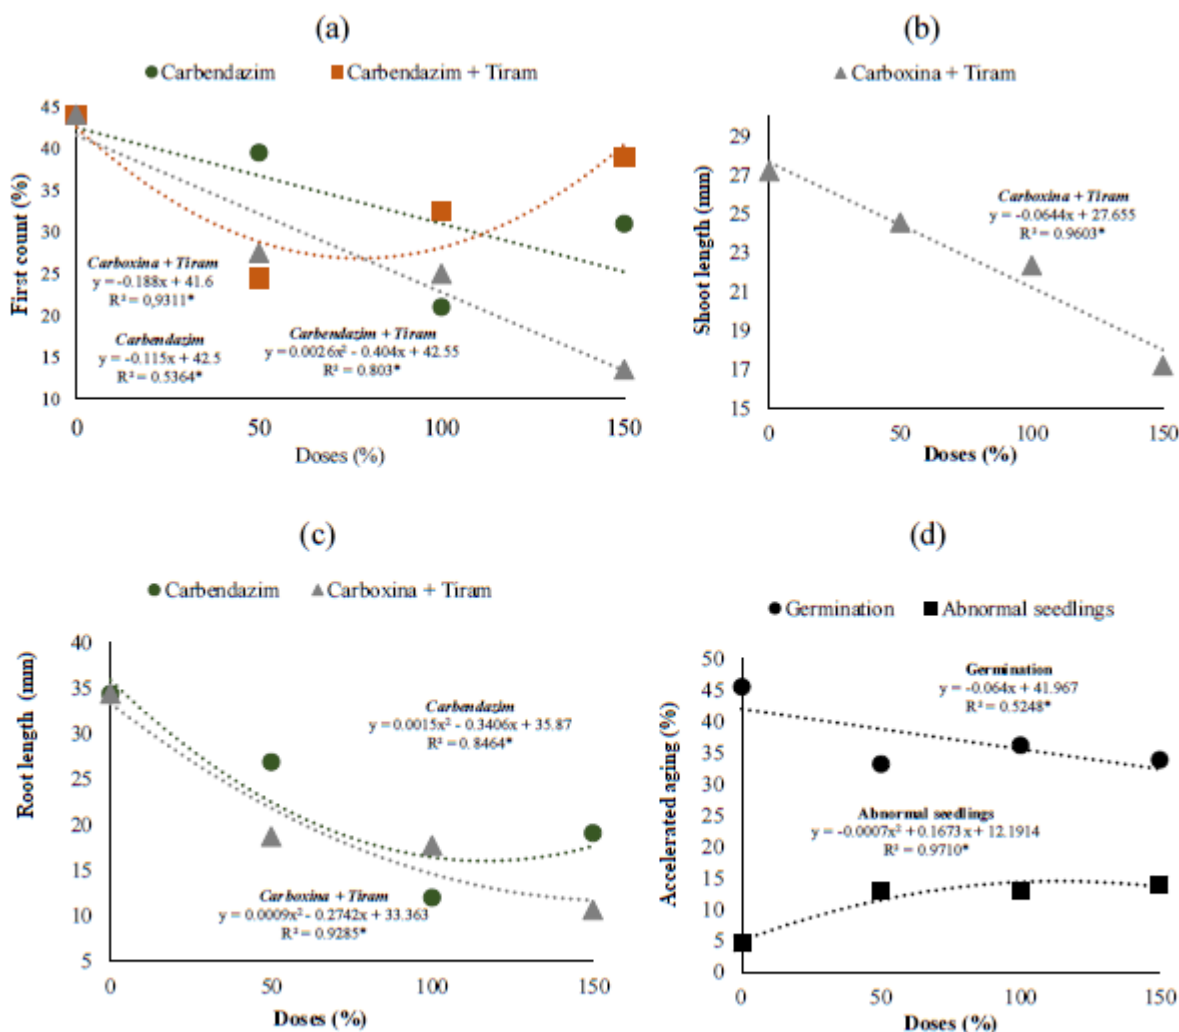 (a)
Carbendazim
Carbendazim + Tiram
45
40
35
30
25
20
15
10
First count (%)
Carboxina + Tiram
y = -0.188x + 41.6
R² = 0,9311*
Carbendazim
y = -0.115x + 42.5
R² = 0.5364*
Carbendazim + Tiram
y = 0.0026x² - 0.404x + 42.55
R² = 0.803*
0 50 100 150
Doses (%)
(b)
Carboxina + Tiram
29
27
25
23
21
19
17
15
Shoot length (mm)
Carboxina + Tiram
y = -0.0644x + 27.655
R² = 0.9603*
0 50 100 150
Doses (%)
(c)
Carbendazim
Carboxina + Tiram
40
35
30
25
20
15
10
5
Root length (mm)
Carbendazim
y = 0.0015x² - 0.3406x + 35.87
R² = 0.8464*
Carboxina + Tiram
y = 0.0009x² - 0.2742x + 33.363
R² = 0.9285*
0 50 100 150
Doses (%)
(d)
Germination
Abnormal seedlings
50
45
40
35
30
25
20
15
10
5
0
Accelerated aging (%)
Germination
y = -0.064x + 41.967
R² = 0.5248*
Abnormal seedlings
y = -0.0007x² + 0.1673x + 12.1914
R² = 0.9710*
0 50 100 150
Doses (%)